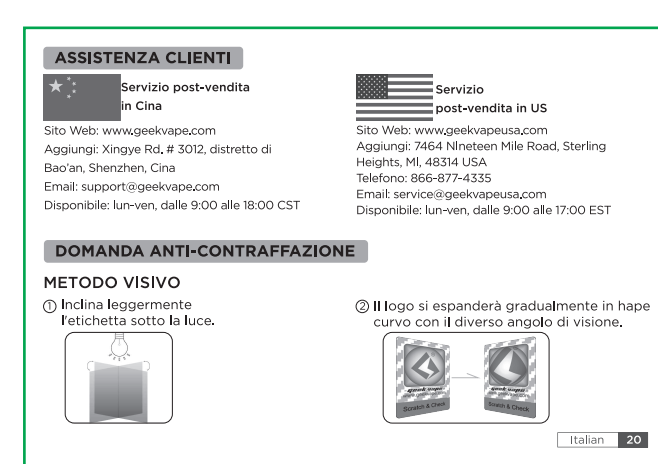 ASSISTENZA CLIENTI
Servizio post-vendita
in Cina
Sito Web: www.geekvape.com
Aggiungi: Xingye Rd. # 3012, distretto di
Bao'an, Shenzhen, Cina
Email: support@geekvape.com
Disponibile: lun-ven, dalle 9:00 alle 18:00 CST
Servizio
post-vendita in US
Sito Web: www.geekvapeusa.com
Aggiungi: 7464 NIneteen Mile Road, Sterling
Heights, MI, 48314 USA
Telefono: 866-877-4335
Email: service@geekvapeusa.com
Disponibile: lun-ven, dalle 9:00 alle 17:00 EST
DOMANDA ANTI-CONTRAFFAZIONE
METODO VISIVO
① Inclina leggermente
l'etichetta sotto la luce.
② Il logo si espanderà gradualmente in hape
curvo con il diverso angolo di visione.
geek vape
Scratch & Check
geek vape
Scratch & Check
Italian 20